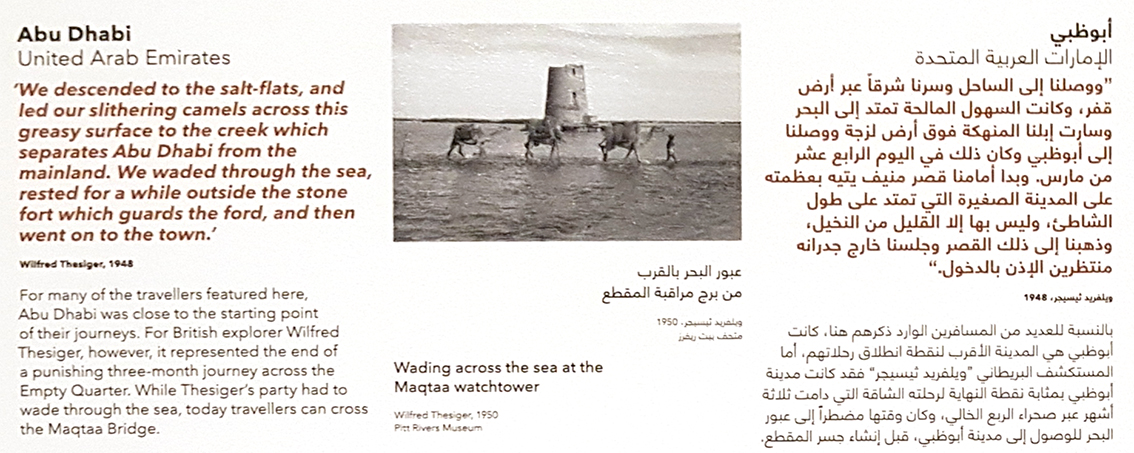 Abu Dhabi
United Arab Emirates
'We descended to the salt-flats, and
led our slithering camels across this
greasy surface to the creek which
separates Abu Dhabi from the
mainland. We waded through the sea,
rested for a while outside the stone
fort which guards the ford, and then
went on to the town.'
Wilfred Thesiger, 1948
For many of the travellers featured here,
Abu Dhabi was close to the starting point
of their journeys. For British explorer Wilfred
Thesiger, however, it represented the end of
a punishing three-month journey across the
Empty Quarter. While Thesiger's party had to
wade through the sea, today travellers can cross
the Maqtaa Bridge.
عبور البحر بالقرب
من برج مراقبة المقطع
ويلفريد ثيسيجر، 1950
متحف بيت ريفرز
Wading across the sea at the
Maqtaa watchtower
Wilfred Thesiger, 1950
Pitt Rivers Museum
أبوظبي
الإمارات العربية المتحدة
”ووصلنا إلى الساحل وسرنا شرقاً عبر أرض
قفر، وكانت السهول المالحة تمتد إلى البحر
وسارت إبلنا المنهكة فوق أرض لزجة ووصلنا
إلى أبوظبي وكان ذلك في اليوم الرابع عشر
من مارس. وبدا أمامنا قصر منيف يتيه بعظمته
على المدينة الصغيرة التي تمتد على طول
الشاطئ، وليس بها إلا القليل من النخيل،
وذهبنا إلى ذلك القصر وجلسنا خارج جدرانه
منتظرين الإذن بالدخول.“
ويلفريد ثيسيجر، 1948
بالنسبة للعديد من المسافرين الوارد ذكرهم هنا، كانت
أبوظبي هي المدينة الأقرب لنقطة انطلاق رحلاتهم، أما
المستكشف البريطاني ”ويلفريد ثيسيجر“ فقد كانت مدينة
أبوظبي بمثابة نقطة النهاية لرحلته الشاقة التي دامت ثلاثة
أشهر عبر صحراء الربع الخالي، وكان وقتها مضطراً إلى عبور
البحر للوصول إلى مدينة أبوظبي، قبل إنشاء جسر المقطع.